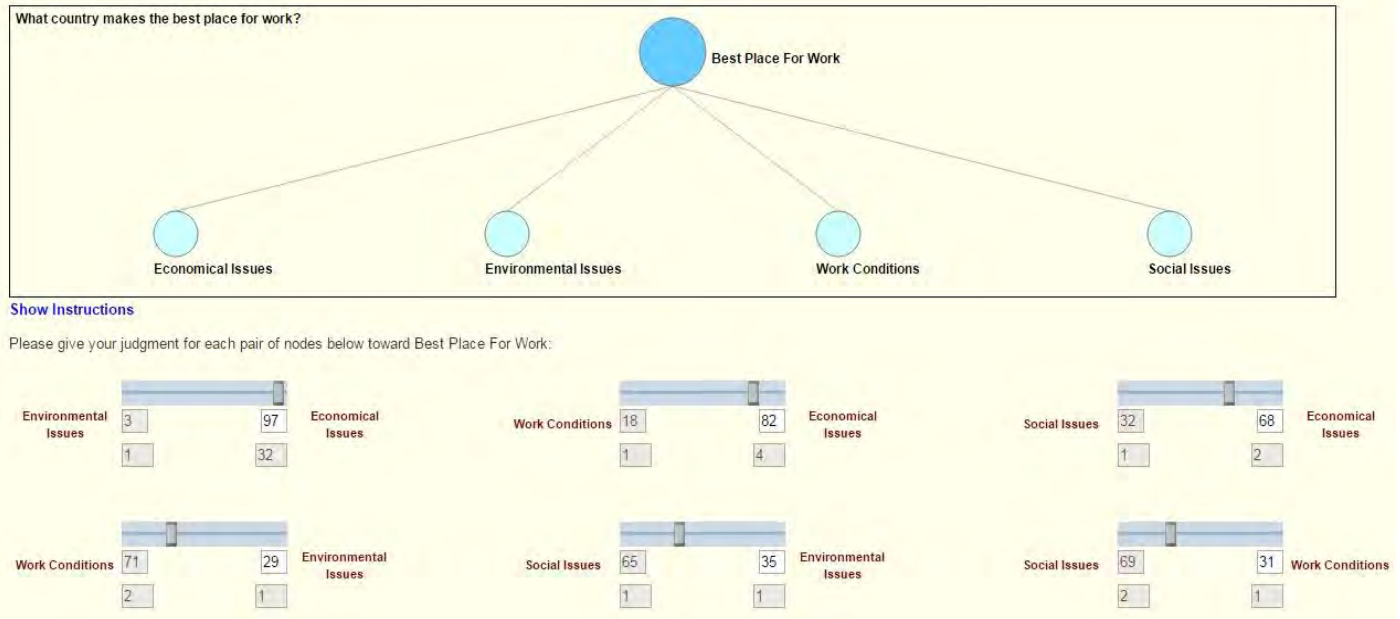 What country makes the best place for work?
Best Place For Work
Economical Issues
Environmental Issues
Work Conditions
Social Issues
Show Instructions
Please give your judgment for each pair of nodes below toward Best Place For Work:
Environmental
Issues
3
97
Economical
Issues
1
32
Work Conditions
18
82
Economical
Issues
1
4
Social Issues
32
68
Economical
Issues
1
2
Work Conditions
71
29
Environmental
Issues
2
1
Social Issues
65
35
Environmental
Issues
1
1
Social Issues
69
31
Work Conditions
2
1